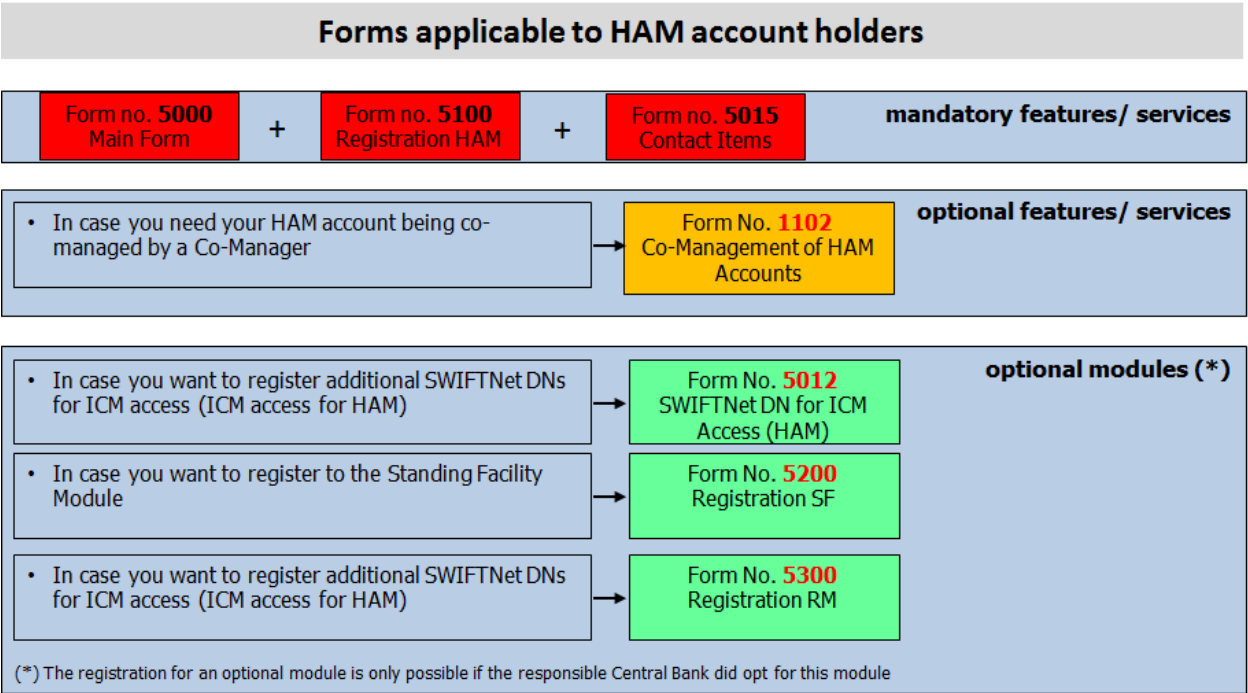 Forms applicable to HAM account holders
Form no. 5000
Main Form
+
Form no. 5100
Registration HAM
+
Form no. 5015
Contact Items
mandatory features/ services
• In case you need your HAM account being co-
managed by a Co-Manager
Form No. 1102
Co-Management of HAM
Accounts
optional features/ services
optional modules (*)
• In case you want to register additional SWIFTNet DNs
for ICM access (ICM access for HAM)
Form No. 5012
SWIFTNet DN for ICM
Access (HAM)
• In case you want to register to the Standing Facility
Module
Form No. 5200
Registration SF
• In case you want to register additional SWIFTNet DNs
for ICM access (ICM access for HAM)
Form No. 5300
Registration RM
(*) The registration for an optional module is only possible if the responsible Central Bank did opt for this module